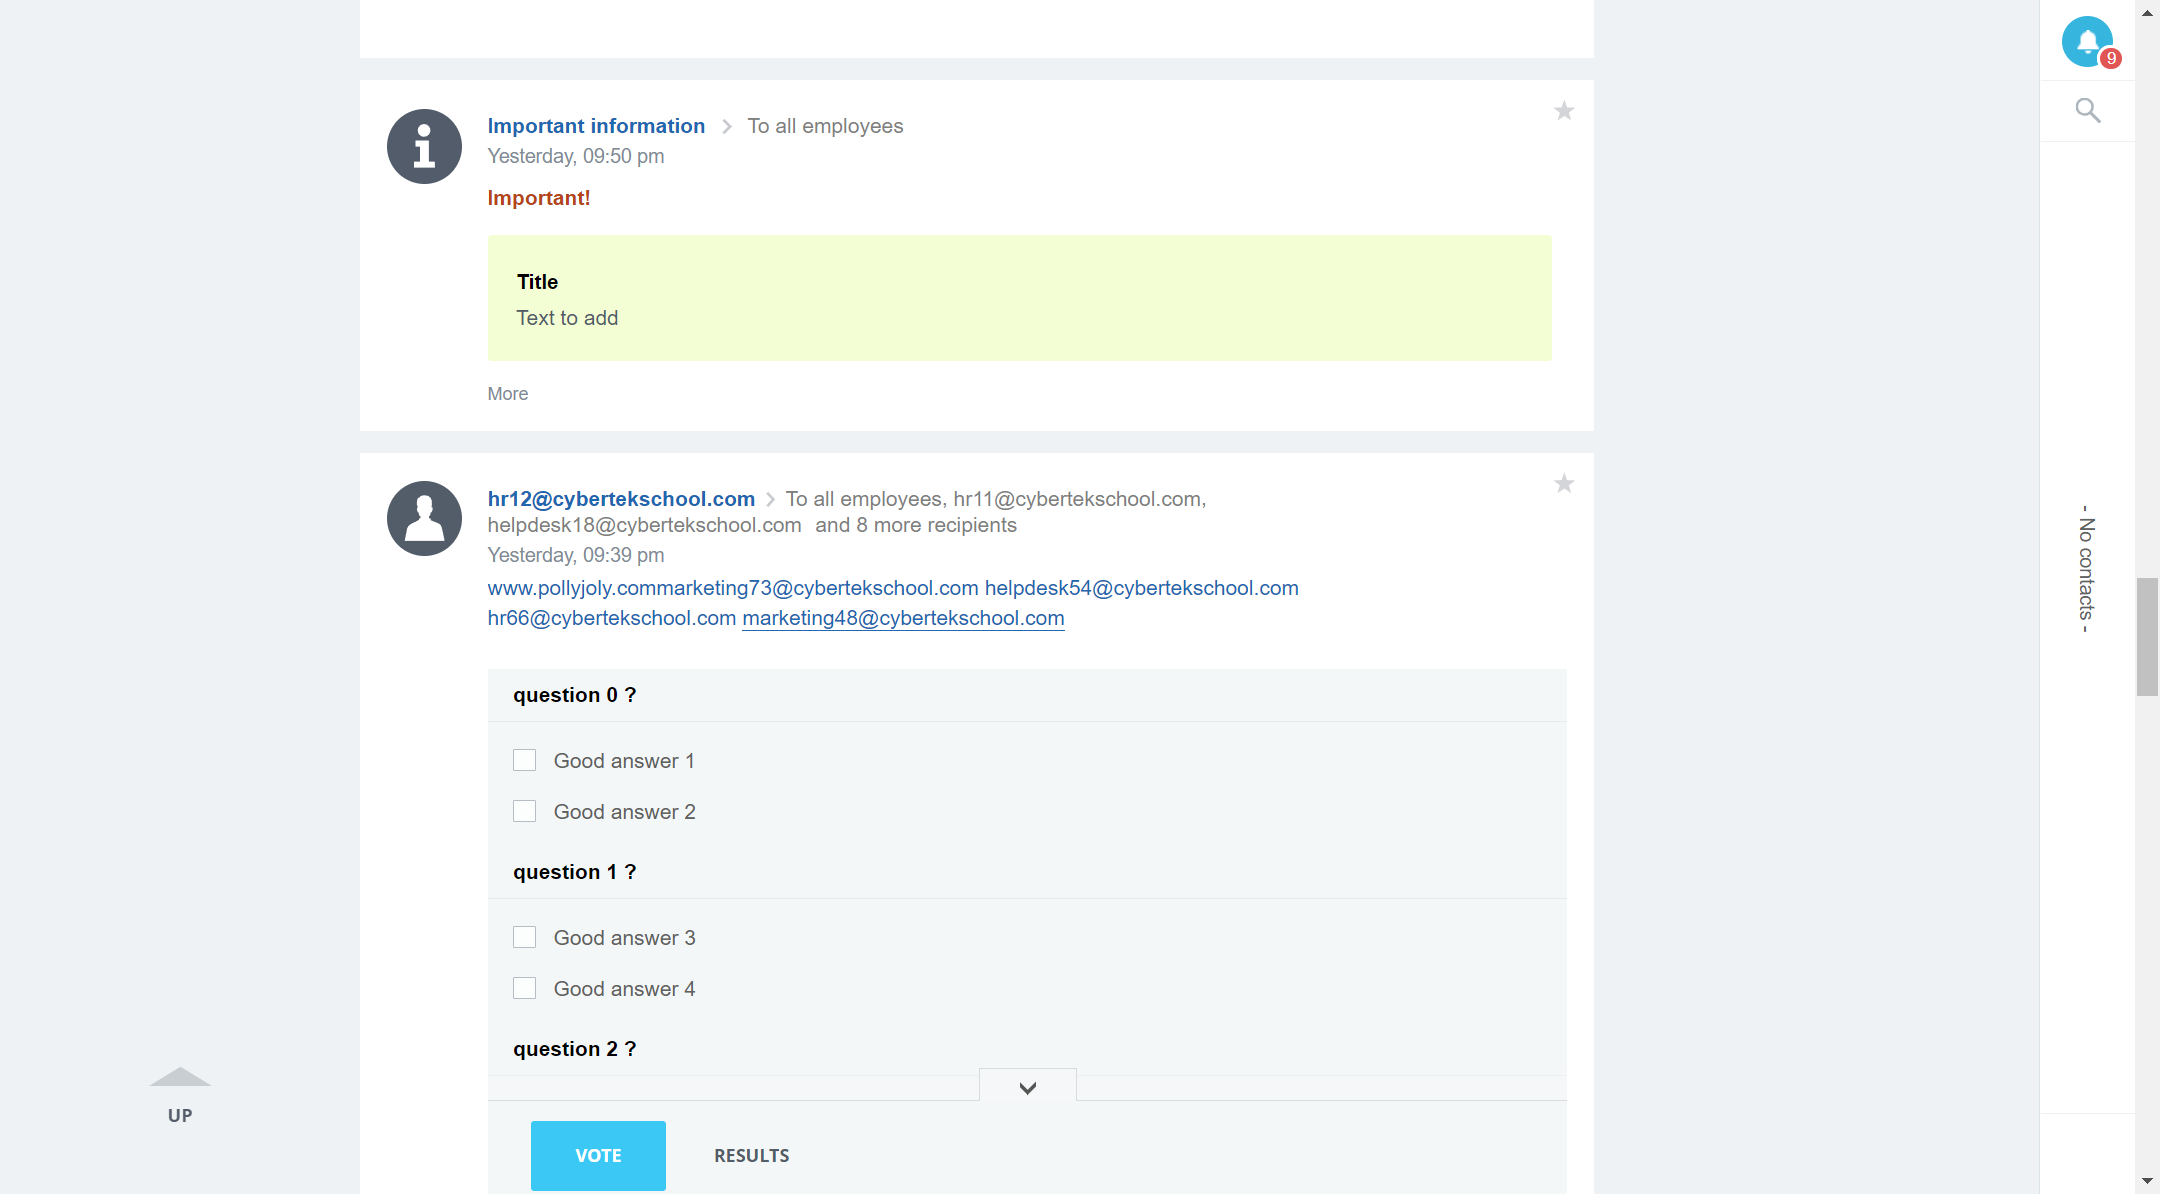 9
Important information To all employees
Yesterday, 09:50 pm
Important!
Title
Text to add
More
hr12@cybertekschool.com To all employees, hr11@cybertekschool.com,
helpdesk18@cybertekschool.com and 8 more recipients
Yesterday, 09:39 pm
www.pollyjoly.commarketing73@cybertekschool.com helpdesk54@cybertekschool.com
hr66@cybertekschool.com marketing48@cybertekschool.com
question 0 ?
Good answer 1
Good answer 2
question 1 ?
Good answer 3
Good answer 4
question 2 ?
VOTE RESULTS
UP
- No contacts -